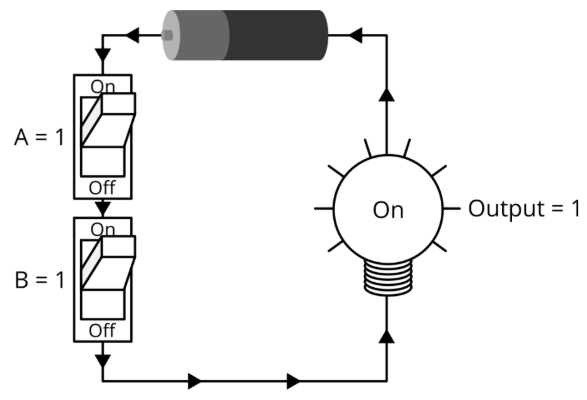 On
A = 1
Off
On
B = 1
Off
On
Output = 1